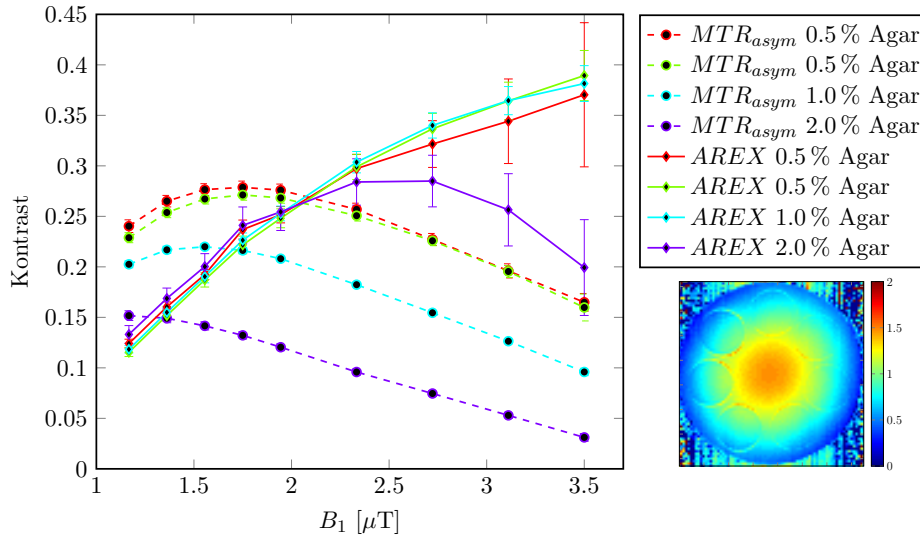 0.45
0.4
0.35
0.3
0.25
0.2
0.15
0.1
0.05
0
Kontrast
1
1.5
2
2.5
3
3.5
B₁ [µT]
MTRasym 0.5 % Agar
MTRasym 0.5 % Agar
MTRasym 1.0 % Agar
MTRasym 2.0 % Agar
AREX 0.5 % Agar
AREX 0.5 % Agar
AREX 1.0 % Agar
AREX 2.0 % Agar
2
1.5
1
0.5
0